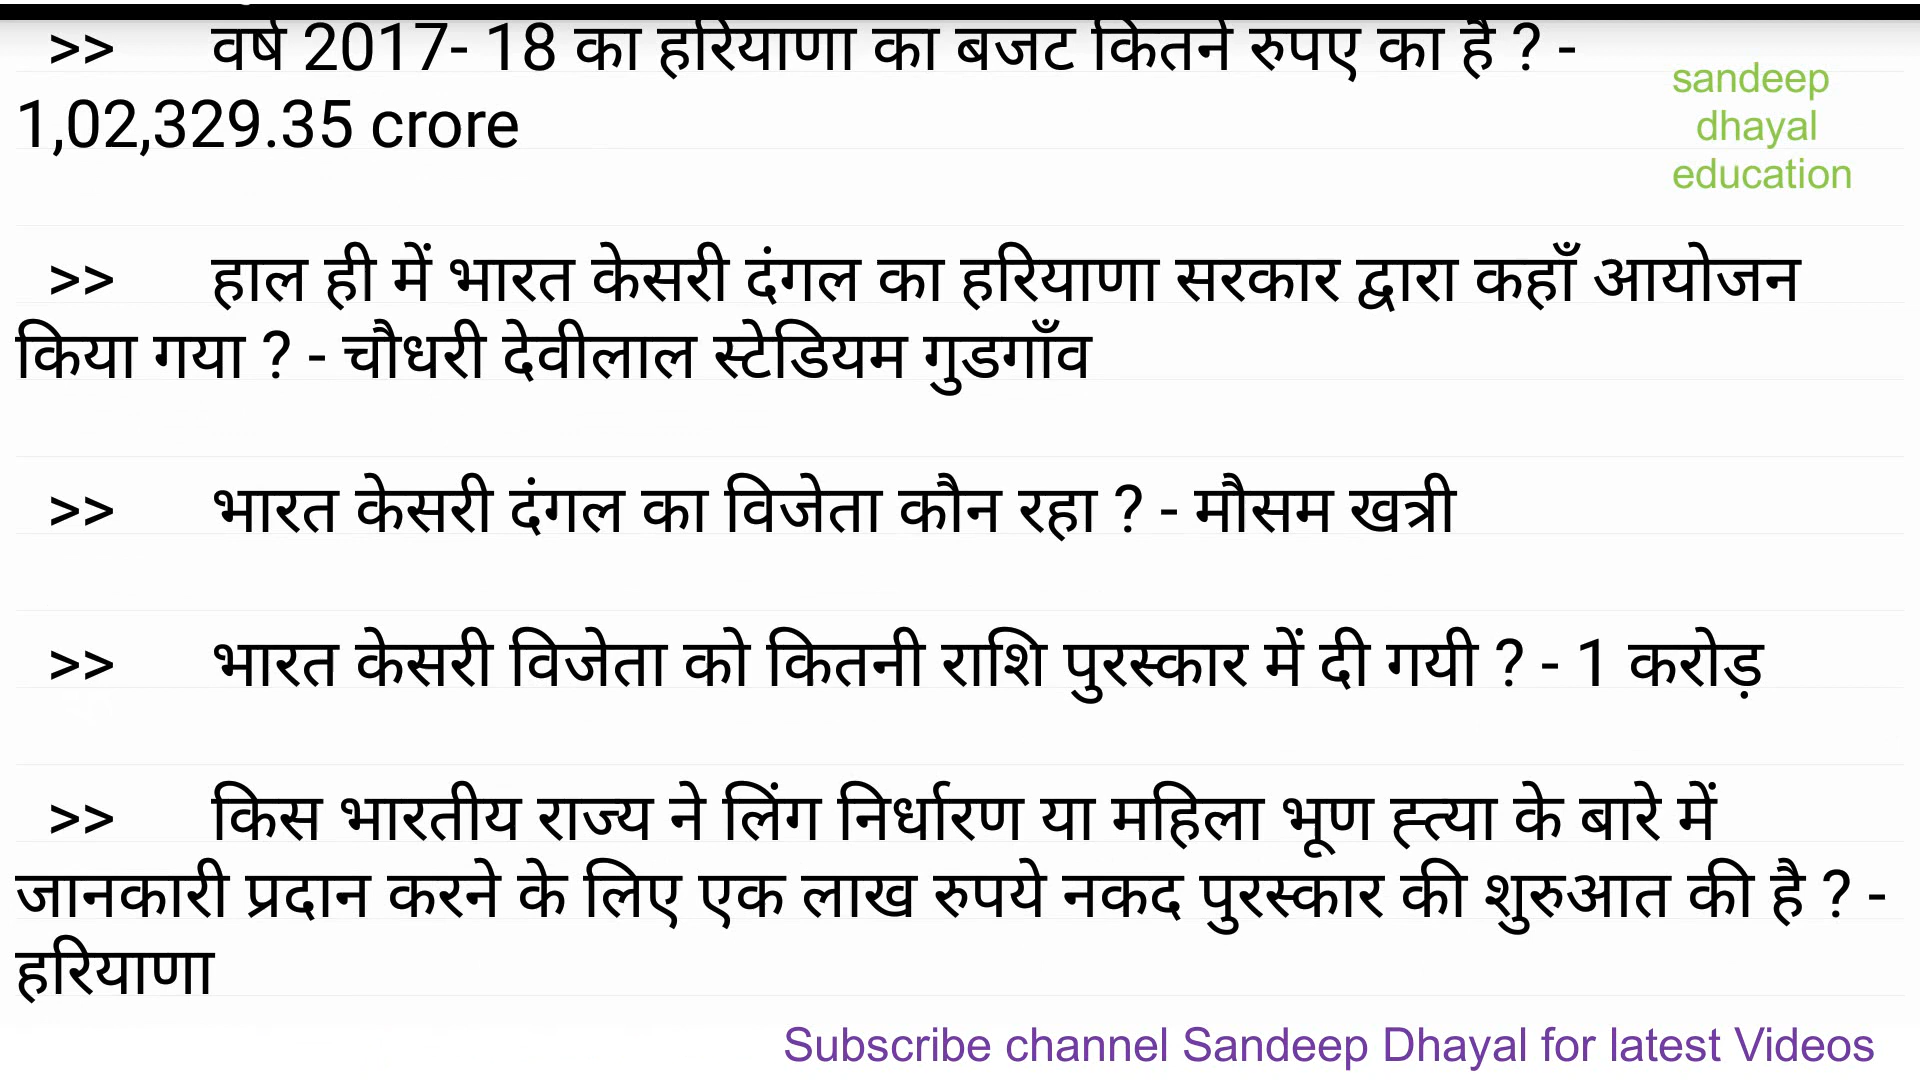 >> वर्ष 2017- 18 का हरियाणा का बजट कितने रुपए का है ? -
1,02,329.35 crore
sandeep
dhayal
education
>> हाल ही में भारत केसरी दंगल का हरियाणा सरकार द्वारा कहाँ आयोजन
किया गया ? - चौधरी देवीलाल स्टेडियम गुडगाँव
>> भारत केसरी दंगल का विजेता कौन रहा ? - मौसम खत्री
>> भारत केसरी विजेता को कितनी राशि पुरस्कार में दी गयी ? - 1 करोड़
>> किस भारतीय राज्य ने लिंग निर्धारण या महिला भूण ह्त्या के बारे में
जानकारी प्रदान करने के लिए एक लाख रुपये नकद पुरस्कार की शुरुआत की है ? -
हरियाणा
Subscribe channel Sandeep Dhayal for latest Videos